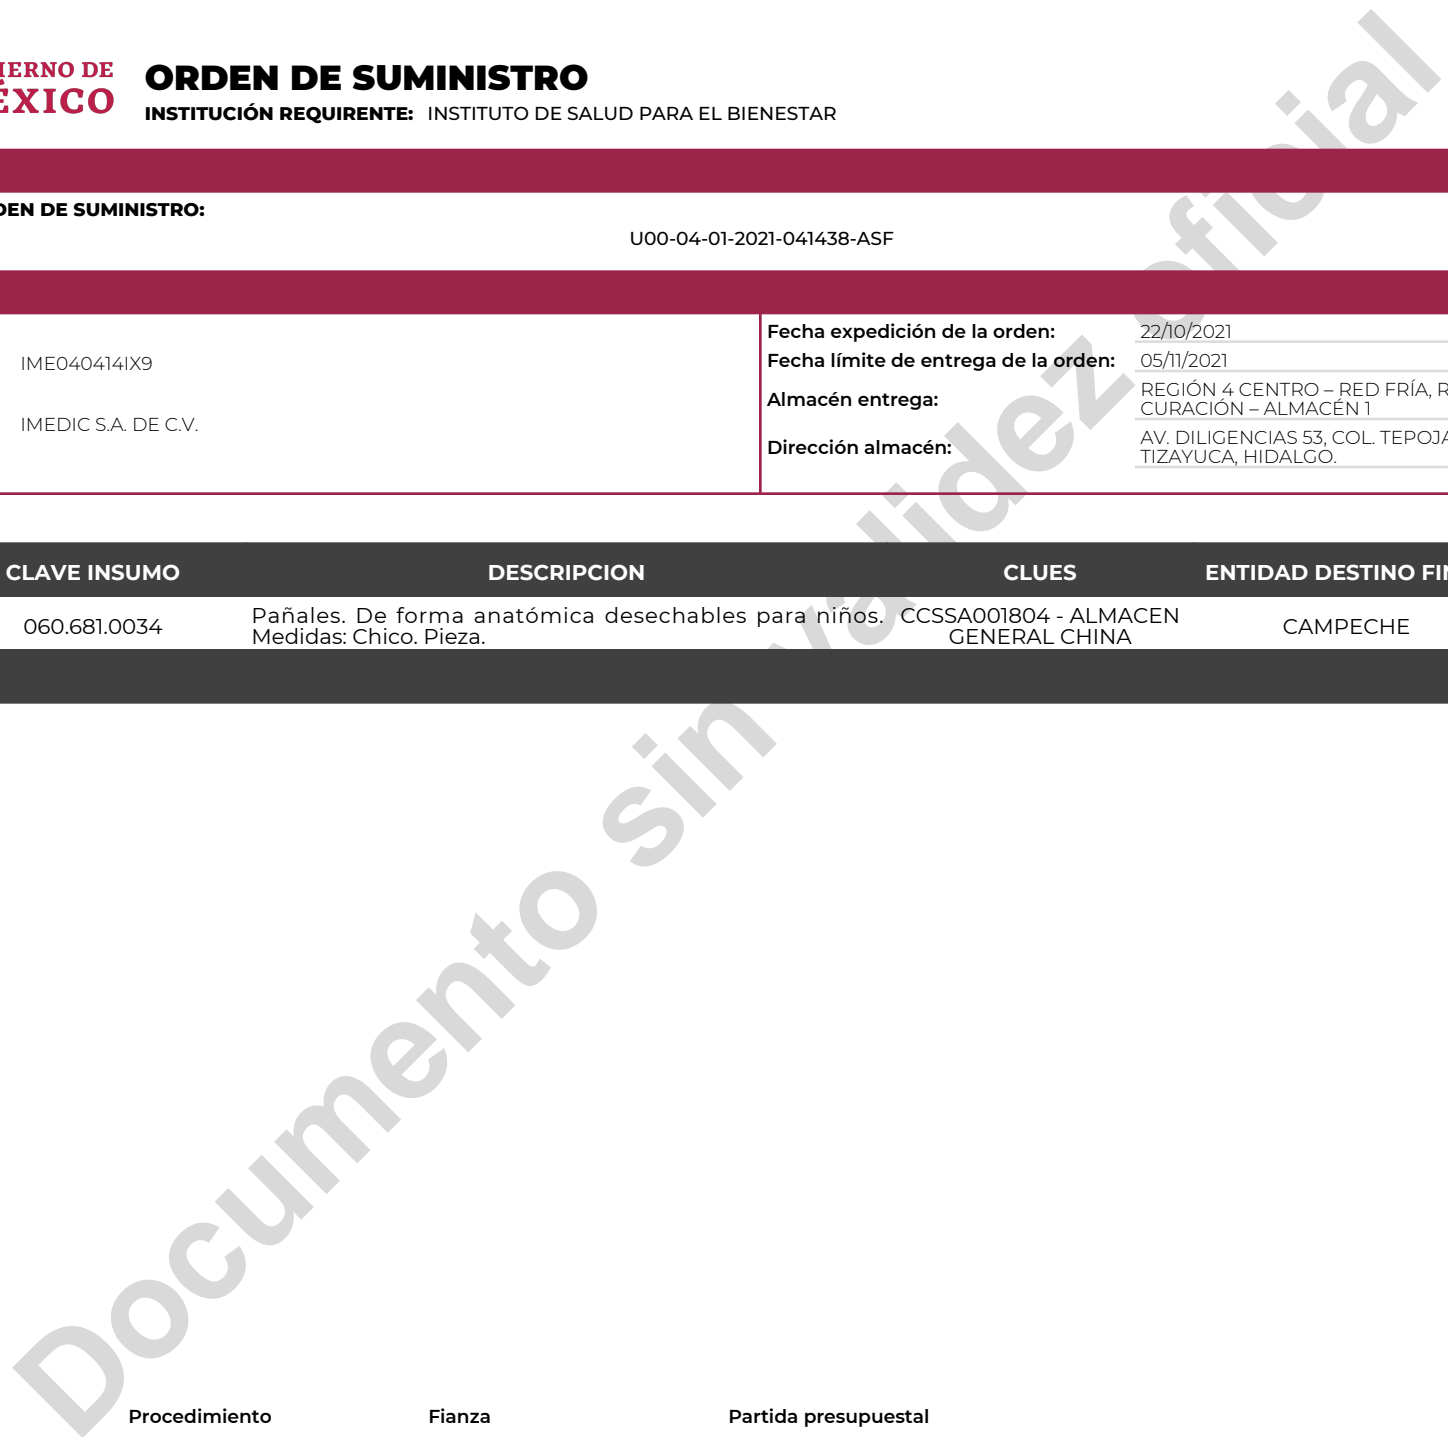 IERNO DE
ÉXICO
ORDEN DE SUMINISTRO
INSTITUCIÓN REQUIRENTE: INSTITUTO DE SALUD PARA EL BIENESTAR
DEN DE SUMINISTRO:
U00-04-01-2021-041438-ASF
IME040414IX9
IMEDIC S.A. DE C.V.
Fecha expedición de la orden: 22/10/2021
Fecha límite de entrega de la orden: 05/11/2021
Almacén entrega: REGIÓN 4 CENTRO – RED FRÍA, R
CURACIÓN – ALMACÉN 1
Dirección almacén: AV. DILIGENCIAS 53, COL. TEPOJA
TIZAYUCA, HIDALGO.
CLAVE INSUMO DESCRIPCION CLUES ENTIDAD DESTINO FIN
060.681.0034 Pañales. De forma anatómica desechables para niños. CCSSA001804 - ALMACEN CAMPECHE
Medidas: Chico. Pieza. GENERAL CHINA
Documento sin validez oficial
Procedimiento Fianza Partida presupuestal